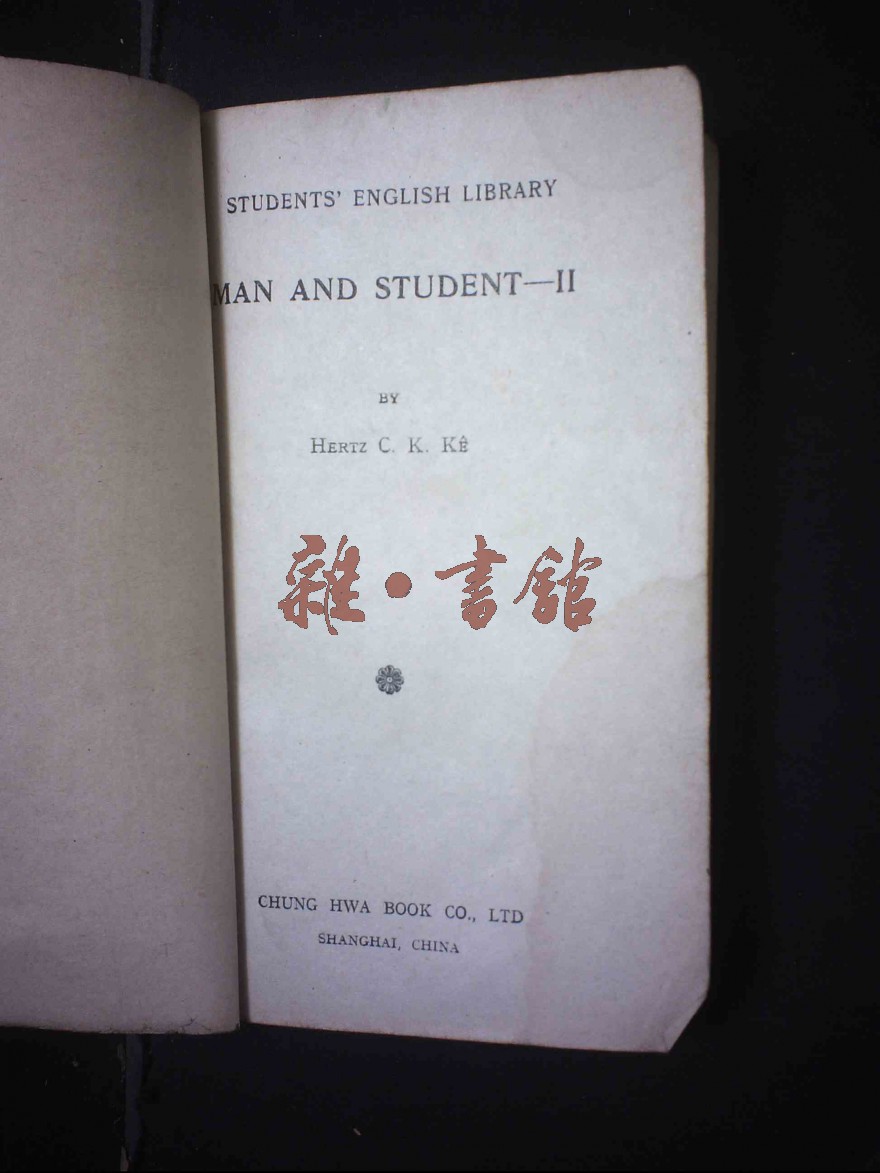 STUDENTS' ENGLISH LIBRARY
MAN AND STUDENT—II
BY
HERTZ C. K. KÊ
雜·書館
CHUNG HWA BOOK CO., LTD
SHANGHAI, CHINA